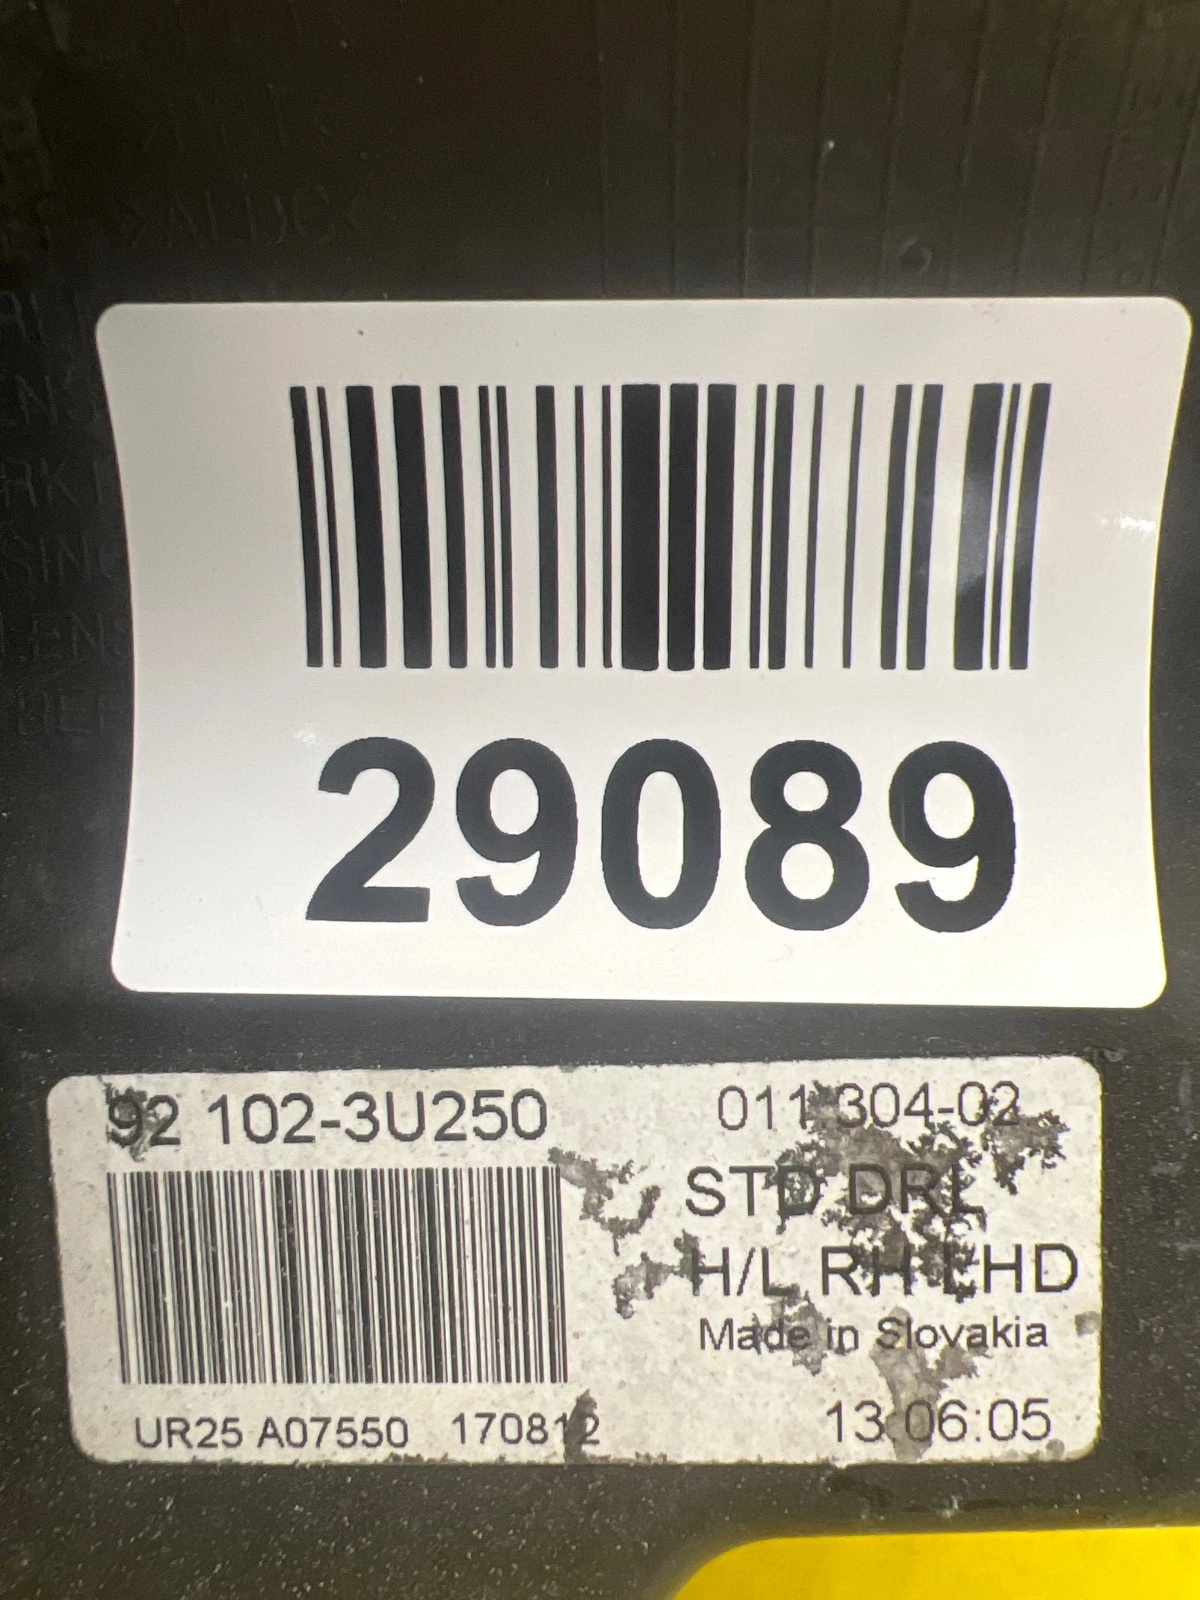 >ALDC<
29089
92 102-3U250
011 304-02
STD DRL
H/L RH LHD
Made in Slovakia
UR25 A07550 170812
13:06:05